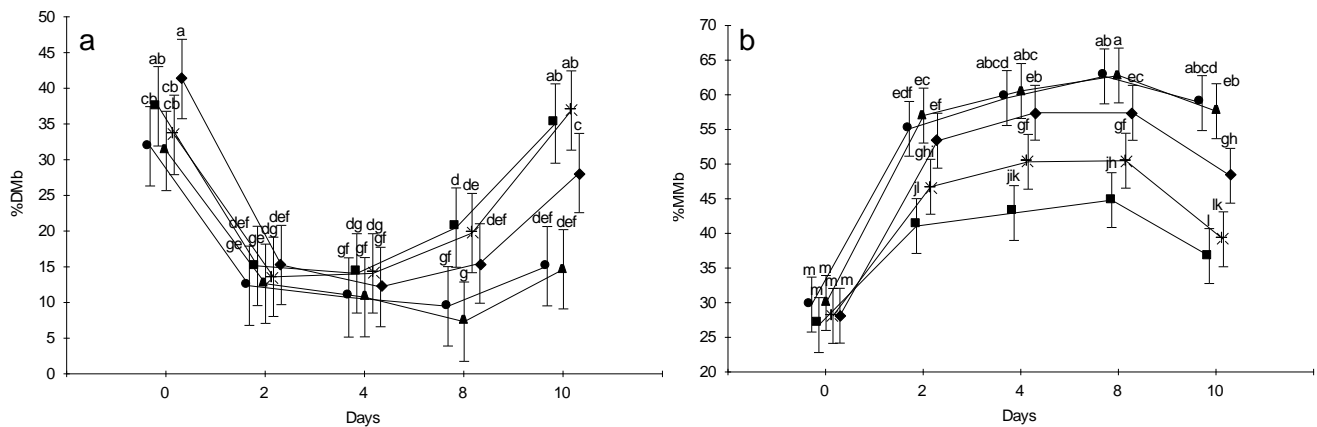 a
%DMb
50
45
40
35
30
25
20
15
10
5
0
0 2 4 8 10
Days
cb
ab
cb
cb
a
def
ge
ge
dg
def
gf
dg
gf
dg
gf
d
gf
g
de
def
ab
def
ab
def
c
b
%MMb
70
65
60
55
50
45
40
35
30
25
20
0 2 4 8 10
Days
m
m
m
m
m
edf
jl
ec
ghi
ef
abcd
jik
abc
gf
eb
ab
jh
a
gf
ec
abcd
l
eb
lk
gh